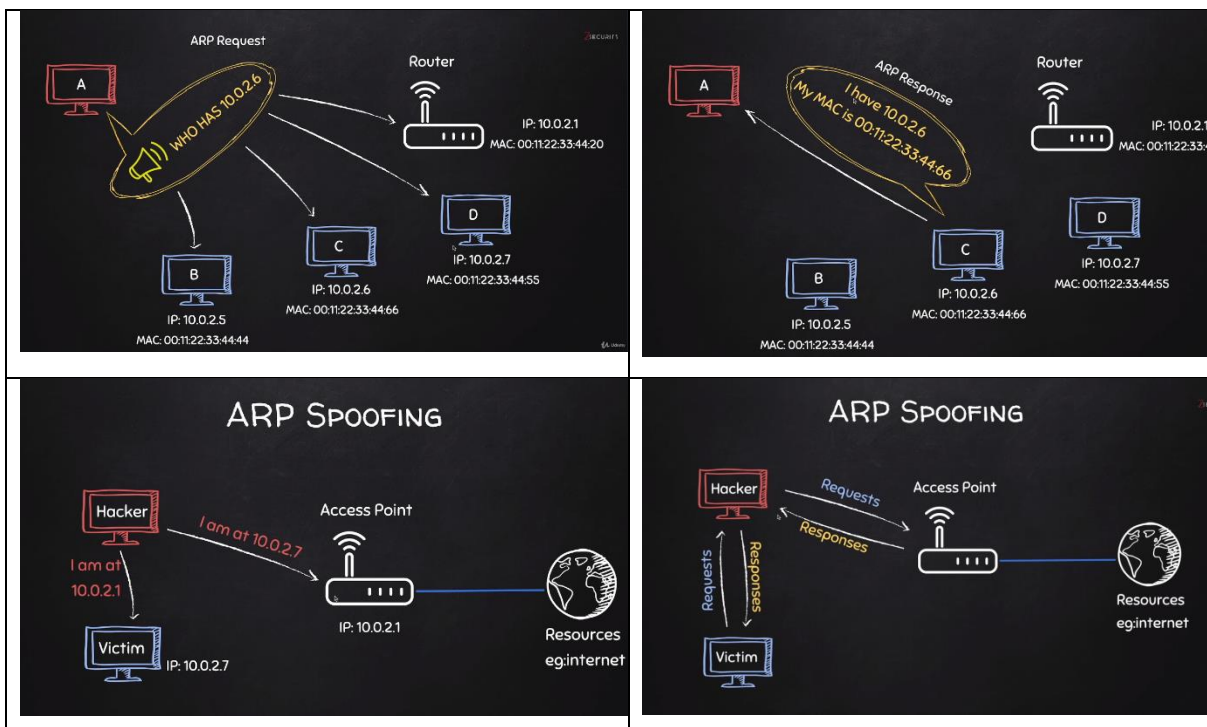 ARP Request
ZSECURITY
A
WHO HAS 10.0.2.6
Router
IP: 10.0.2.1
MAC: 00:11:22:33:44:20
D
IP: 10.0.2.7
MAC: 00:11:22:33:44:55
C
IP: 10.0.2.6
MAC: 00:11:22:33:44:66
B
IP: 10.0.2.5
MAC: 00:11:22:33:44:44
Udemy
A
ARP Response
I have 10.0.2.6
My MAC is 00:11:22:33:44:66
Router
IP: 10.0.2.1
MAC: 00:11:22:33:4
D
IP: 10.0.2.7
MAC: 00:11:22:33:44:55
C
IP: 10.0.2.6
MAC: 00:11:22:33:44:66
B
IP: 10.0.2.5
MAC: 00:11:22:33:44:44
ARP SPOOFING
Hacker
I am at 10.0.2.7
Access Point
IP: 10.0.2.1
I am at
10.0.2.1
Victim
IP: 10.0.2.7
Resources
eg:internet
ARP SPOOFING
Hacker
Requests
Responses
Access Point
Requests
Responses
Victim
Resources
eg:internet